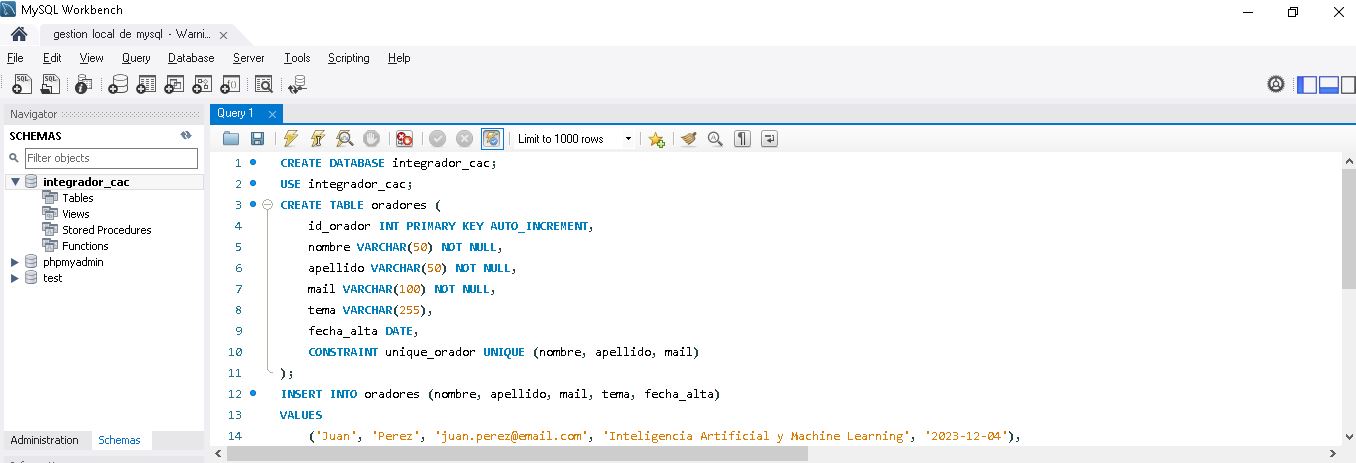 MySQL Workbench
gestion local de mysql - Warni...
File Edit View Query Database Server Tools Scripting Help
Navigator
SCHEMAS
Filter objects
integrador_cac
Tables
Views
Stored Procedures
Functions
phpmyadmin
test
Administration Schemas
Query 1
Limit to 1000 rows
1 CREATE DATABASE integrador_cac;
2 USE integrador_cac;
3 CREATE TABLE oradores (
4 id_orador INT PRIMARY KEY AUTO_INCREMENT,
5 nombre VARCHAR(50) NOT NULL,
6 apellido VARCHAR(50) NOT NULL,
7 mail VARCHAR(100) NOT NULL,
8 tema VARCHAR(255),
9 fecha_alta DATE,
10 CONSTRAINT unique_orador UNIQUE (nombre, apellido, mail)
11 );
12 INSERT INTO oradores (nombre, apellido, mail, tema, fecha_alta)
13 VALUES
14 ('Juan', 'Perez', 'juan.perez@email.com', 'Inteligencia Artificial y Machine Learning', '2023-12-04'),